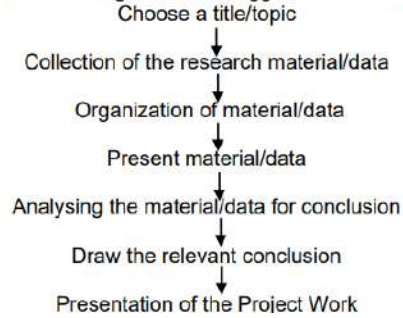 Choose a title/topic
Collection of the research material/data
Organization of material/data
Present material/data
Analysing the material/data for conclusion
Draw the relevant conclusion
Presentation of the Project Work